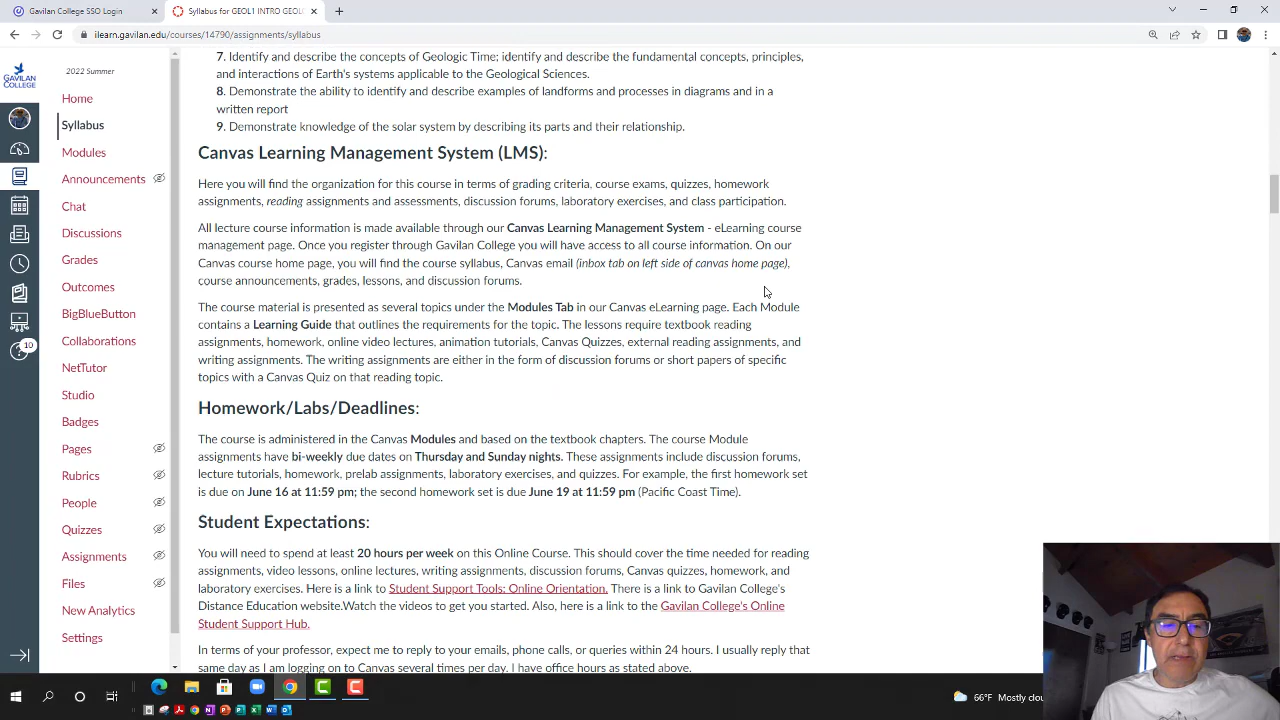 Gavilan College SSO Login
Syllabus for GEOL1 INTRO GEOL
ilearn.gavilan.edu/courses/14790/assignments/syllabus
GAVILAN
COLLEGE
2022 Summer
Home
Syllabus
Modules
Announcements
Chat
Discussions
Grades
Outcomes
BigBlueButton
Collaborations
NetTutor
Studio
Badges
Pages
Rubrics
People
Quizzes
Assignments
Files
New Analytics
Settings
10
7. Identify and describe the concepts of Geologic Time; identify and describe the fundamental concepts, principles,
and interactions of Earth's systems applicable to the Geological Sciences.
8. Demonstrate the ability to identify and describe examples of landforms and processes in diagrams and in a
written report
9. Demonstrate knowledge of the solar system by describing its parts and their relationship.
Canvas Learning Management System (LMS):
Here you will find the organization for this course in terms of grading criteria, course exams, quizzes, homework
assignments, reading assignments and assessments, discussion forums, laboratory exercises, and class participation.
All lecture course information is made available through our Canvas Learning Management System - eLearning course
management page. Once you register through Gavilan College you will have access to all course information. On our
Canvas course home page, you will find the course syllabus, Canvas email (inbox tab on left side of canvas home page),
course announcements, grades, lessons, and discussion forums.
The course material is presented as several topics under the Modules Tab in our Canvas eLearning page. Each Module
contains a Learning Guide that outlines the requirements for the topic. The lessons require textbook reading
assignments, homework, online video lectures, animation tutorials, Canvas Quizzes, external reading assignments, and
writing assignments. The writing assignments are either in the form of discussion forums or short papers of specific
topics with a Canvas Quiz on that reading topic.
Homework/Labs/Deadlines:
The course is administered in the Canvas Modules and based on the textbook chapters. The course Module
assignments have bi-weekly due dates on Thursday and Sunday nights. These assignments include discussion forums,
lecture tutorials, homework, prelab assignments, laboratory exercises, and quizzes. For example, the first homework set
is due on June 16 at 11:59 pm; the second homework set is due June 19 at 11:59 pm (Pacific Coast Time).
Student Expectations:
You will need to spend at least 20 hours per week on this Online Course. This should cover the time needed for reading
assignments, video lessons, online lectures, writing assignments, discussion forums, Canvas quizzes, homework, and
laboratory exercises. Here is a link to Student Support Tools: Online Orientation. There is a link to Gavilan College's
Distance Education website.Watch the videos to get you started. Also, here is a link to the Gavilan College's Online
Student Support Hub.
In terms of your professor, expect me to reply to your emails, phone calls, or queries within 24 hours. I usually reply that
same day as I am logging on to Canvas several times per day. I have office hours as stated above.
66°F Mostly clou